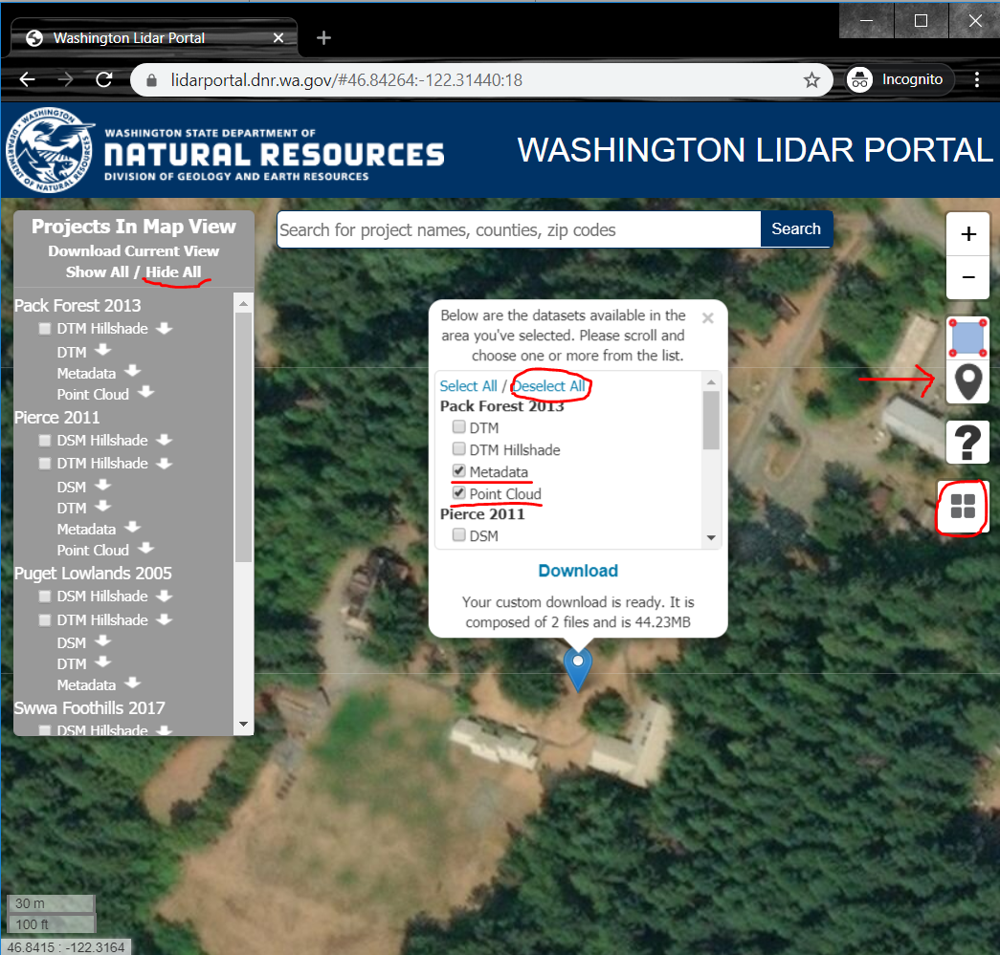 Washington Lidar Portal
lidarportal.dnr.wa.gov/#46.84264:-122.31440:18
Incognito
WASHINGTON STATE DEPARTMENT OF
NATURAL RESOURCES
DIVISION OF GEOLOGY AND EARTH RESOURCES
WASHINGTON LIDAR PORTAL
Projects In Map View
Download Current View
Show All / Hide All
Pack Forest 2013
DTM Hillshade
DTM
Metadata
Point Cloud
Pierce 2011
DSM Hillshade
DTM Hillshade
DSM
DTM
Metadata
Point Cloud
Puget Lowlands 2005
DSM Hillshade
DTM Hillshade
DSM
DTM
Metadata
Swwa Foothills 2017
DSM Hillshade
Search for project names, counties, zip codes
Search
+
−
?
Below are the datasets available in the
area you've selected. Please scroll and
choose one or more from the list.
Select All / Deselect All
Pack Forest 2013
DTM
DTM Hillshade
Metadata
Point Cloud
Pierce 2011
DSM
Download
Your custom download is ready. It is
composed of 2 files and is 44.23MB
30 m
100 ft
46.8415 : -122.3164